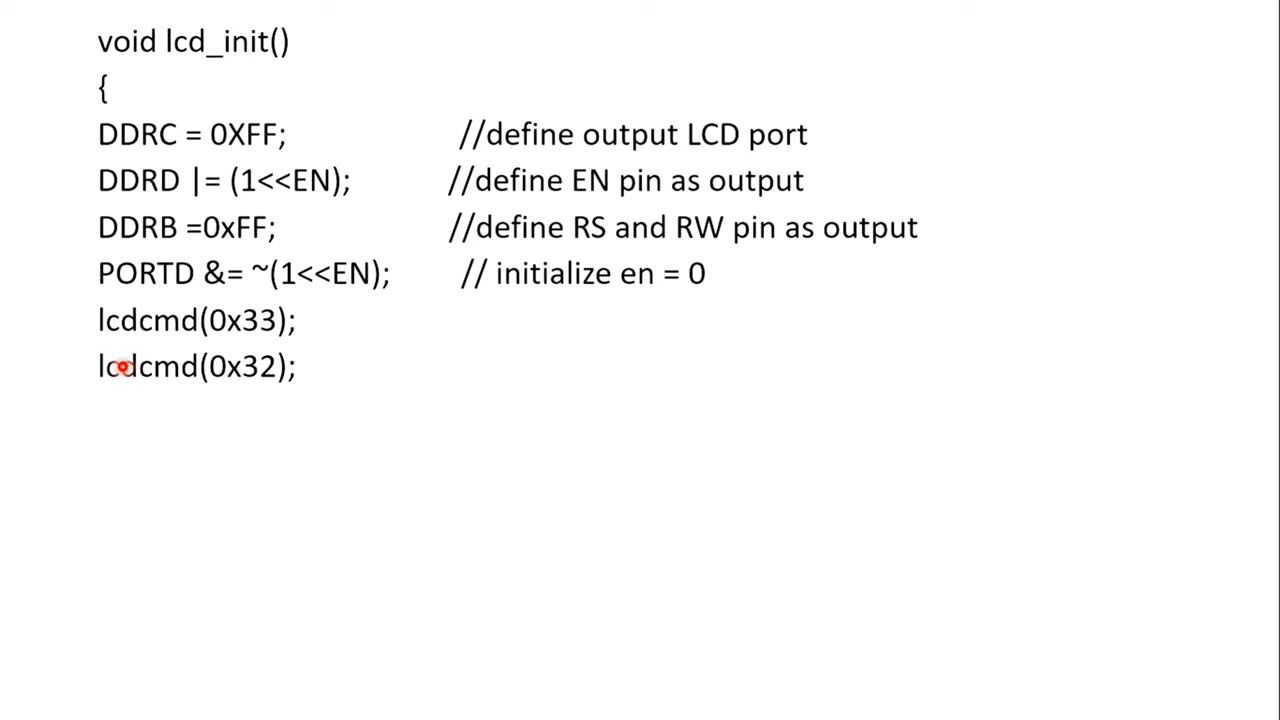 void lcd_init()
{
DDRC = 0XFF; //define output LCD port
DDRD |= (1<<EN); //define EN pin as output
DDRB =0xFF; //define RS and RW pin as output
PORTD &= ~(1<<EN); // initialize en = 0
lcdcmd(0x33);
lcdcmd(0x32);